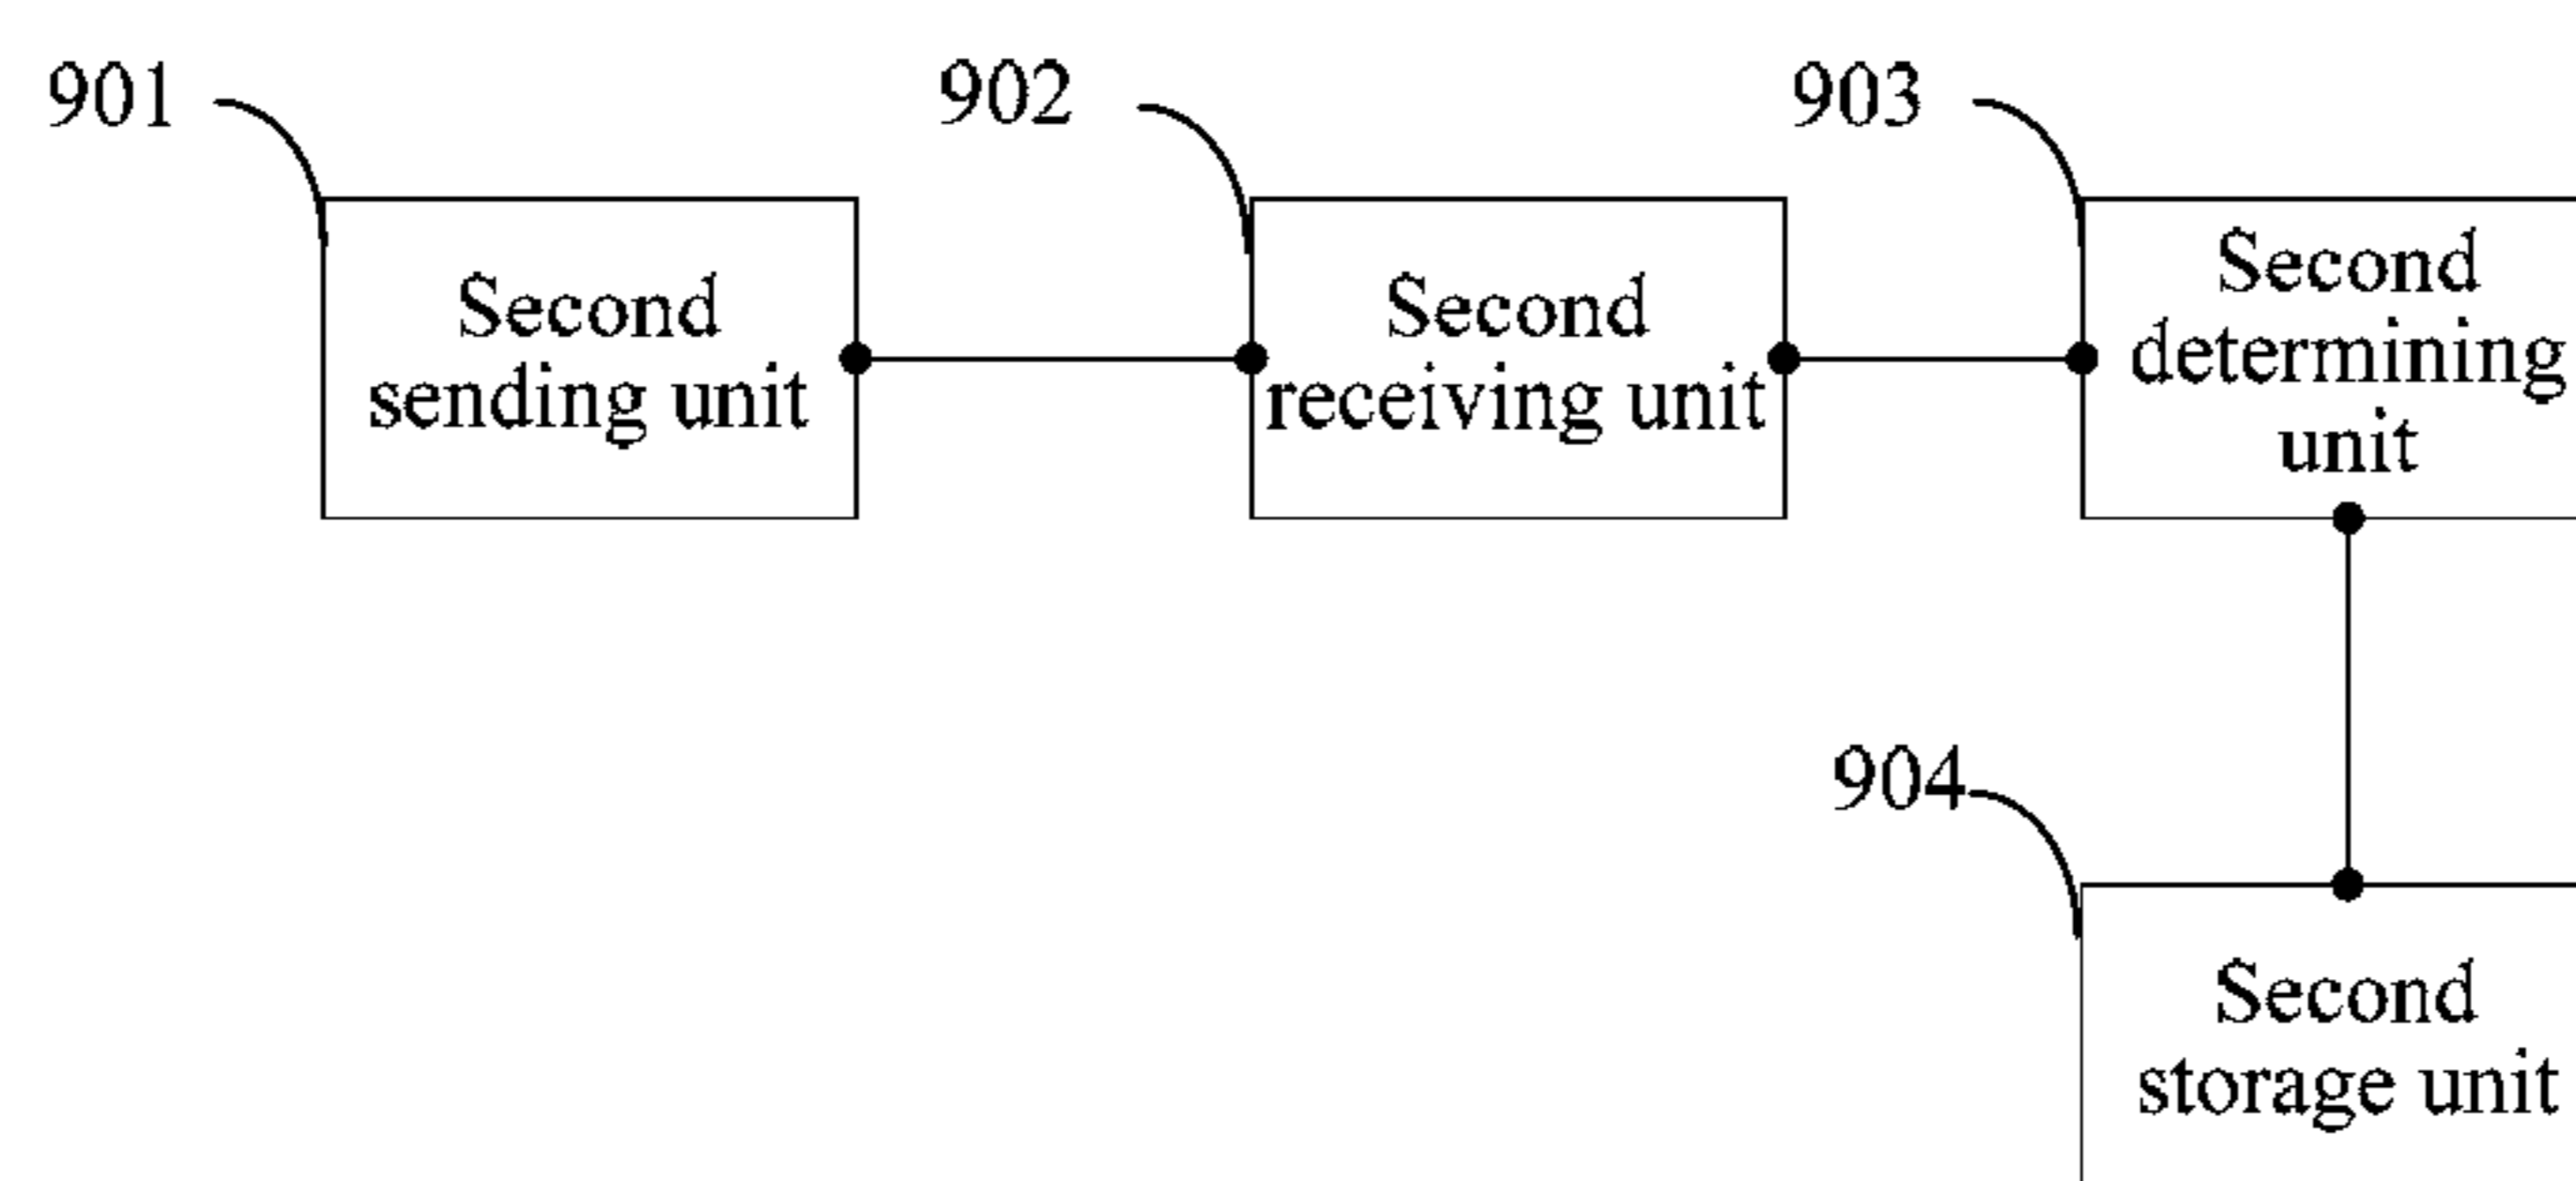 901
902
903
Second
sending unit
Second
receiving unit
Second
determining
unit
904
Second
storage unit